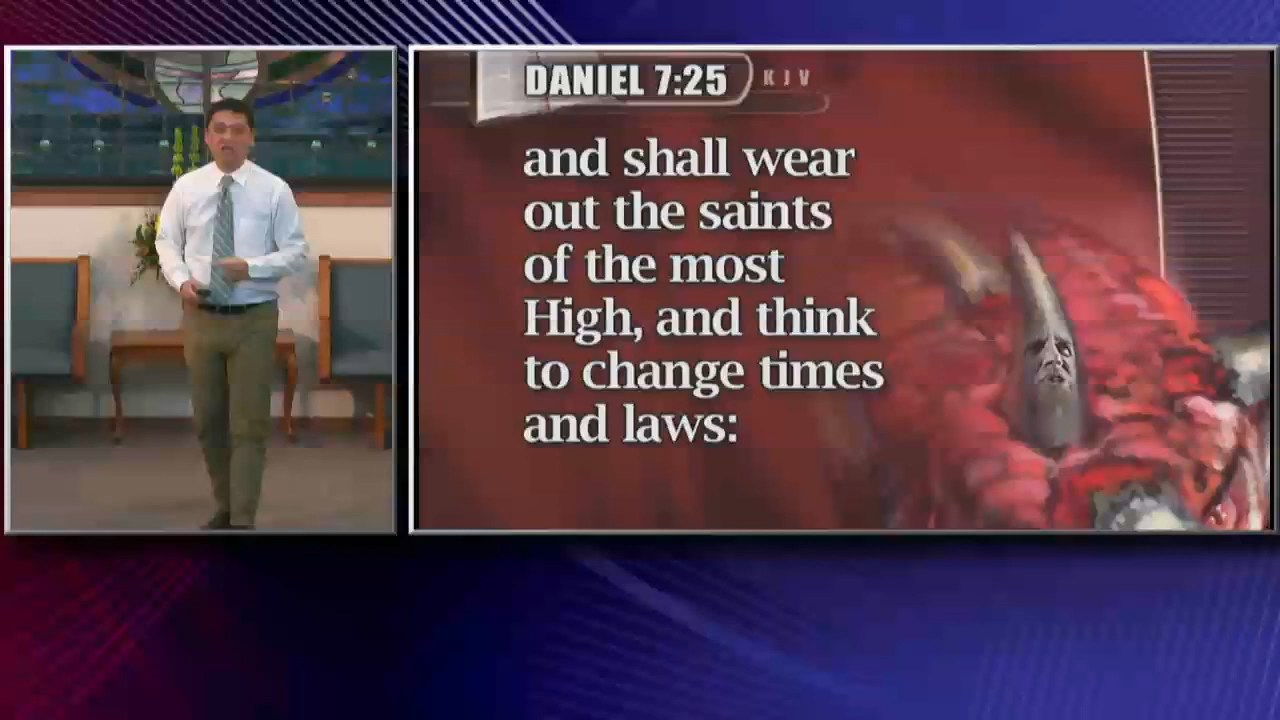 DANIEL 7:25 KJV
and shall wear
out the saints
of the most
High, and think
to change times
and laws: